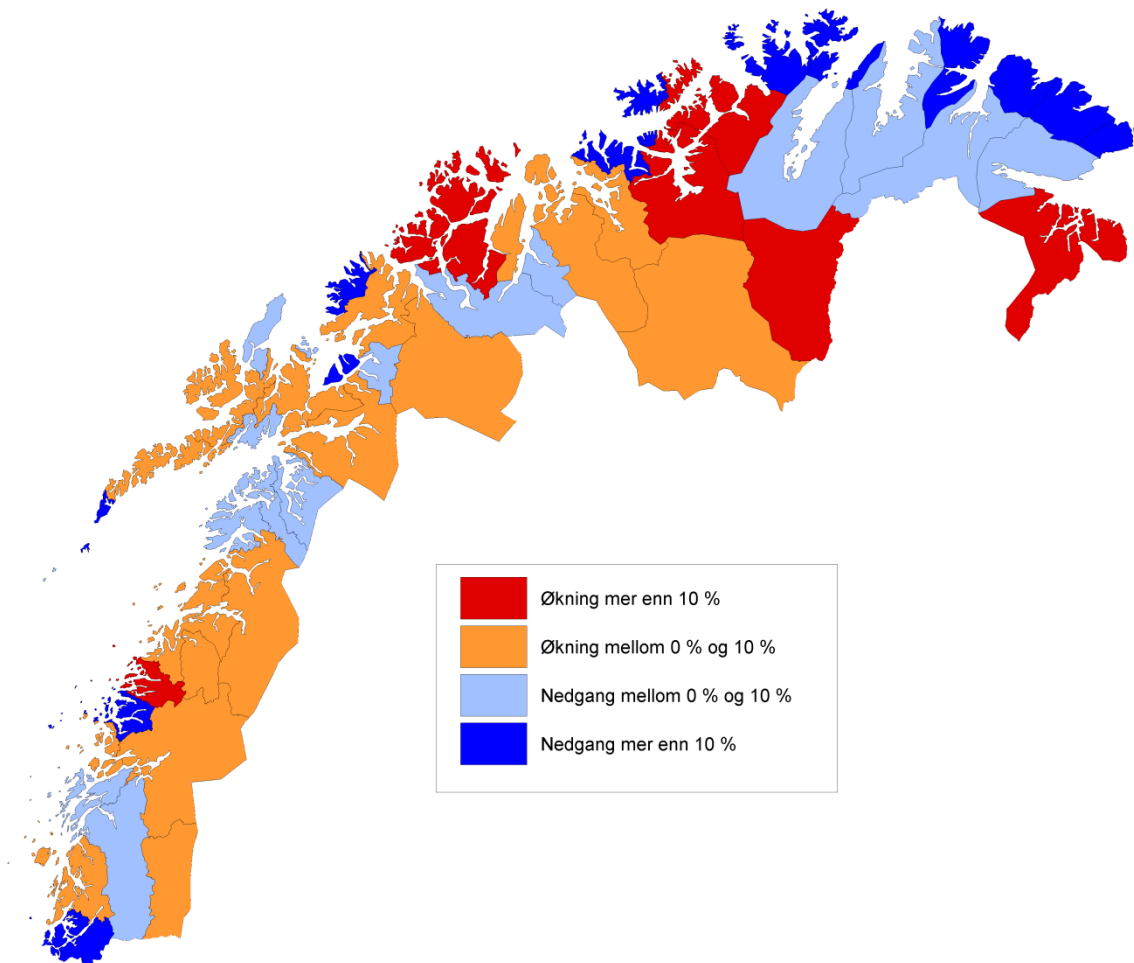 Økning mer enn 10 %
Økning mellom 0 % og 10 %
Nedgang mellom 0 % og 10 %
Nedgang mer enn 10 %